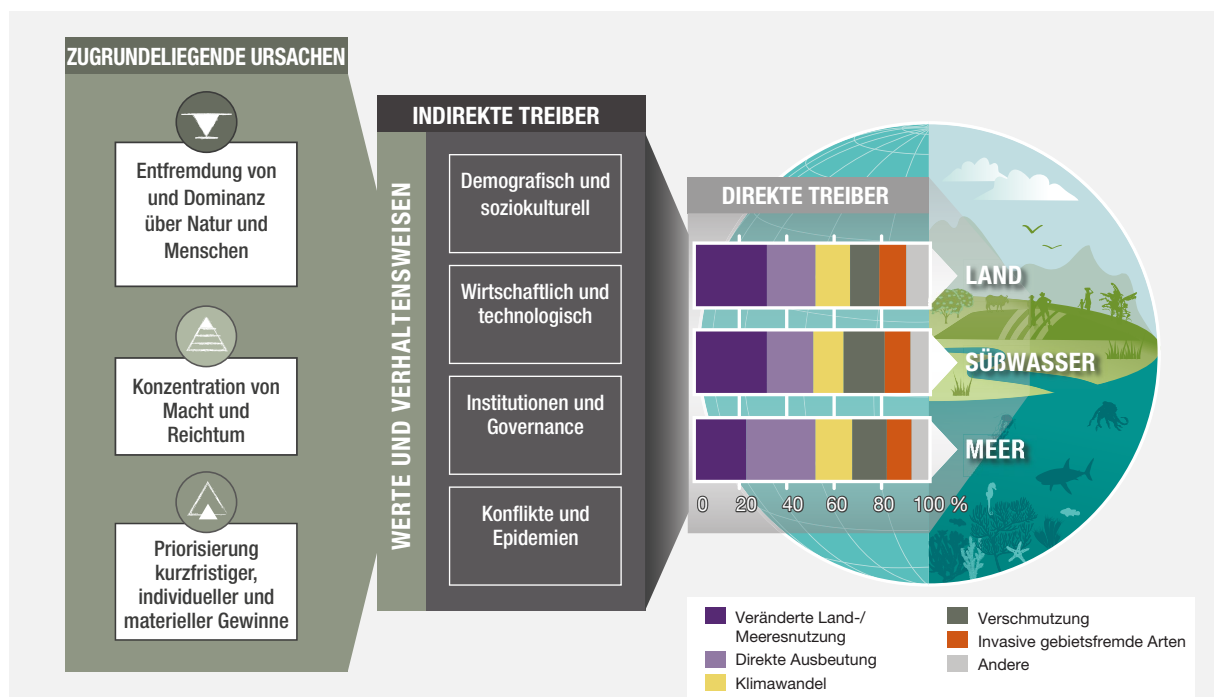 ZUGRUNDELIEGENDE URSACHEN
Entfremdung von
und Dominanz
über Natur und
Menschen
Konzentration von
Macht und
Reichtum
Priorisierung
kurzfristiger,
individueller und
materieller Gewinne
INDIREKTE TREIBER
WERTE UND VERHALTENSWEISEN
Demografisch und
soziokulturell
Wirtschaftlich und
technologisch
Institutionen und
Governance
Konflikte und
Epidemien
DIREKTE TREIBER
LAND
SÜßWASSER
MEER
0 20 40 60 80 100 %
Veränderte Land-/
Meeresnutzung
Direkte Ausbeutung
Klimawandel
Verschmutzung
Invasive gebietsfremde Arten
Andere